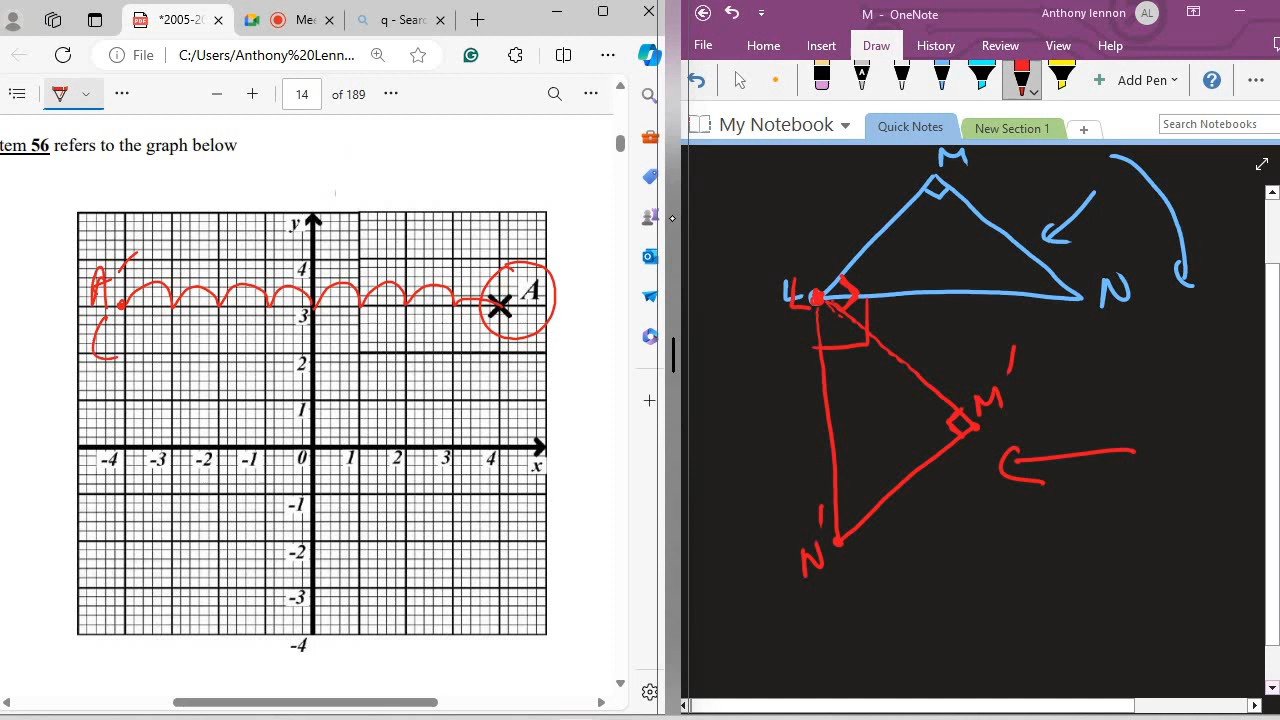 *2005-20
Mee
q - Searc
M - OneNote
Anthony lennon
AL
File
C:/Users/Anthony%20Lenn...
File
Home
Insert
Draw
History
Review
View
Help
14
of 189
Add Pen
My Notebook
Quick Notes
New Section 1
Search Notebooks
tem 56 refers to the graph below
y
4
A'
A
3
2
1
-4
-3
-2
-1
0
1
2
3
4
x
-1
-2
-3
-4
M
L
L
N
M'
N'